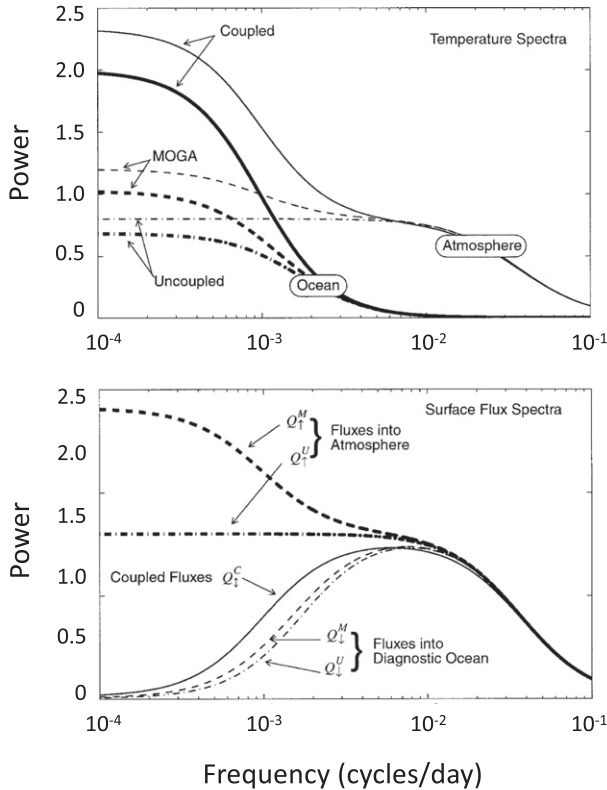 2.5
Coupled
Temperature Spectra
2.0
1.5
Power
MOGA
1.0
Atmosphere
0.5
Ocean
Uncoupled
0
10⁻⁴ 10⁻³ 10⁻² 10⁻¹
2.5
Surface Flux Spectra
Q↑ᴹ } Fluxes into
Q↑ᵁ } Atmosphere
2.0
1.5
Power
Coupled Fluxes Q↕ᶜ
1.0
0.5
Q↓ᴹ } Fluxes into
Q↓ᵁ } Diagnostic Ocean
0
10⁻⁴ 10⁻³ 10⁻² 10⁻¹
Frequency (cycles/day)